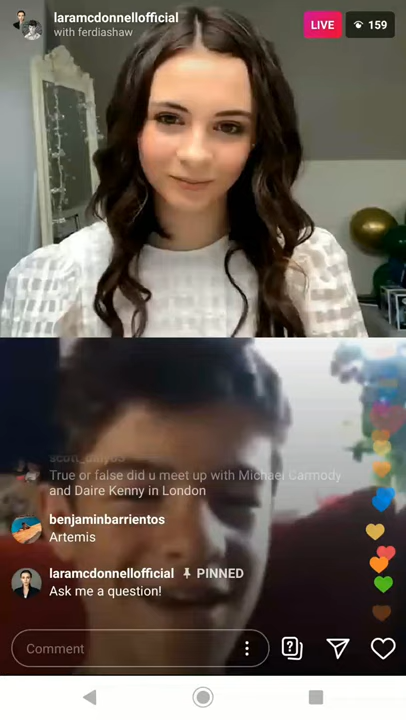 laramcdonnellofficial
with ferdiashaw
LIVE
159
True or false did u meet up with Michael Carmody
and Daire Kenny in London
benjaminbarrientos
Artemis
laramcdonnellofficial PINNED
Ask me a question!
Comment